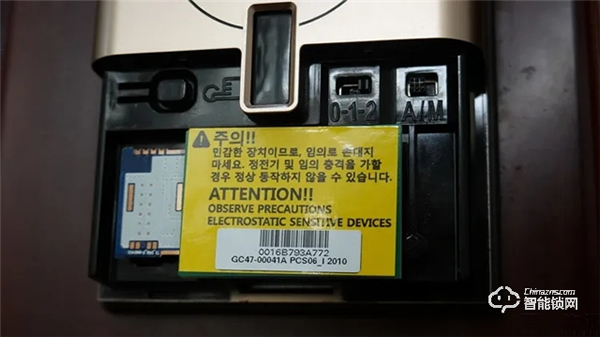 0-1-2 A/M
주의!!
민감한 장치이므로, 임의로 손대지
마세요. 정전기 및 임의 충격을 가할
경우 정상 동작하지 않을 수 있습니다.
ATTENTION!!
OBSERVE PRECAUTIONS
ELECTROSTATIC SENSITIVE DEVICES
0016B793A772
GC47-00041A PCS06_I 2010
Chinazns.com
智能锁网